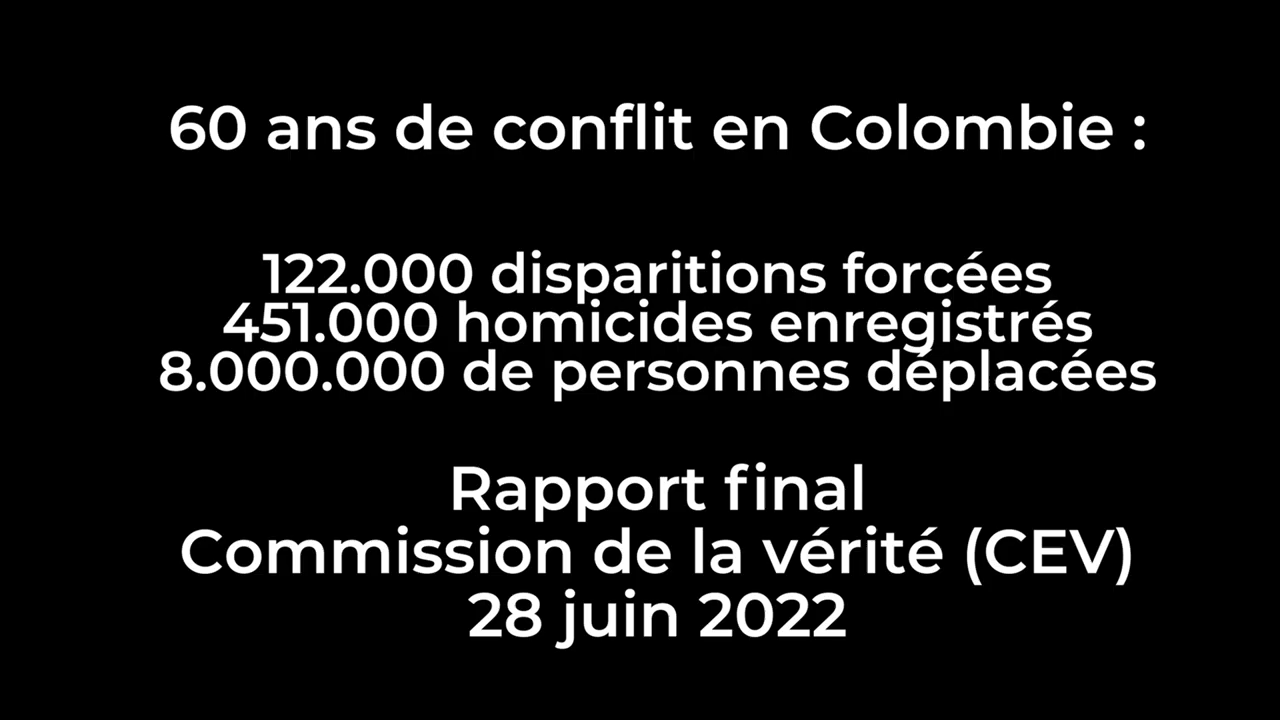 60 ans de conflit en Colombie :
122.000 disparitions forcées
451.000 homicides enregistrés
8.000.000 de personnes déplacées
Rapport final
Commission de la vérité (CEV)
28 juin 2022